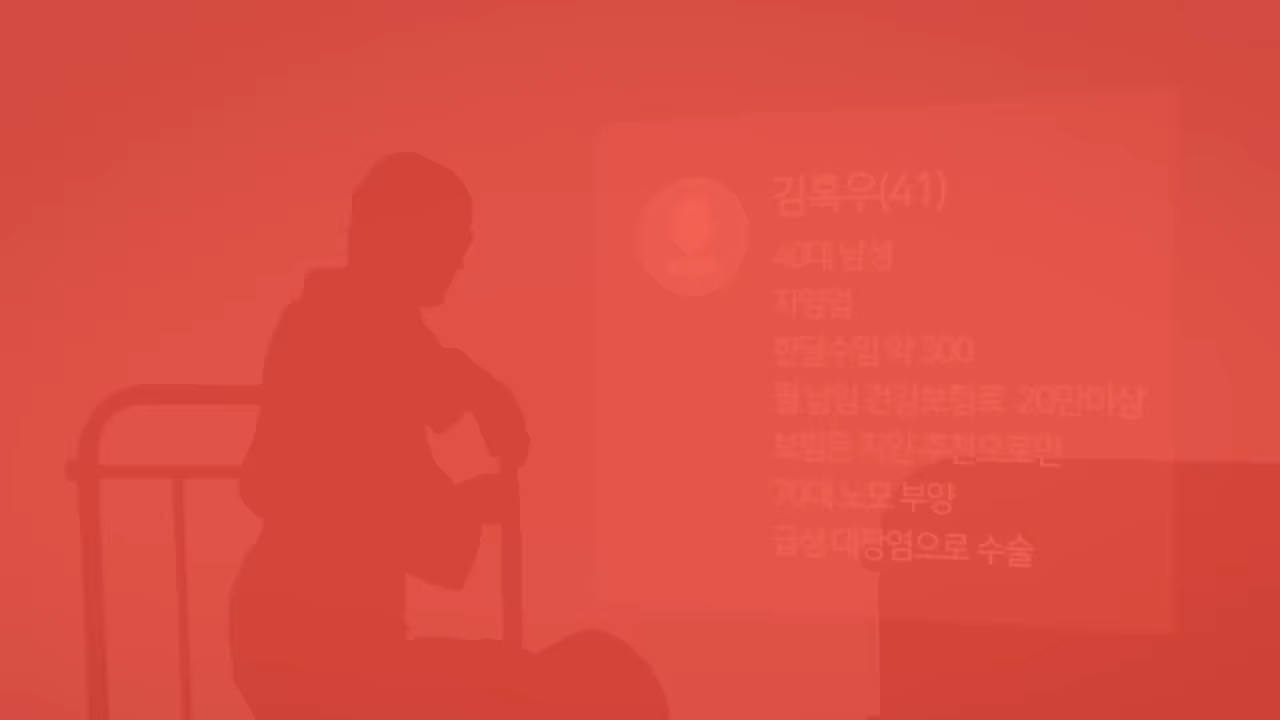 김흑우(41)
40대 남성
자영업
한달수입 약 300
월 납입 건강보험료 20만이상
보험은 지인 추천으로만
70대 노모 부양
급성 대장염으로 수술